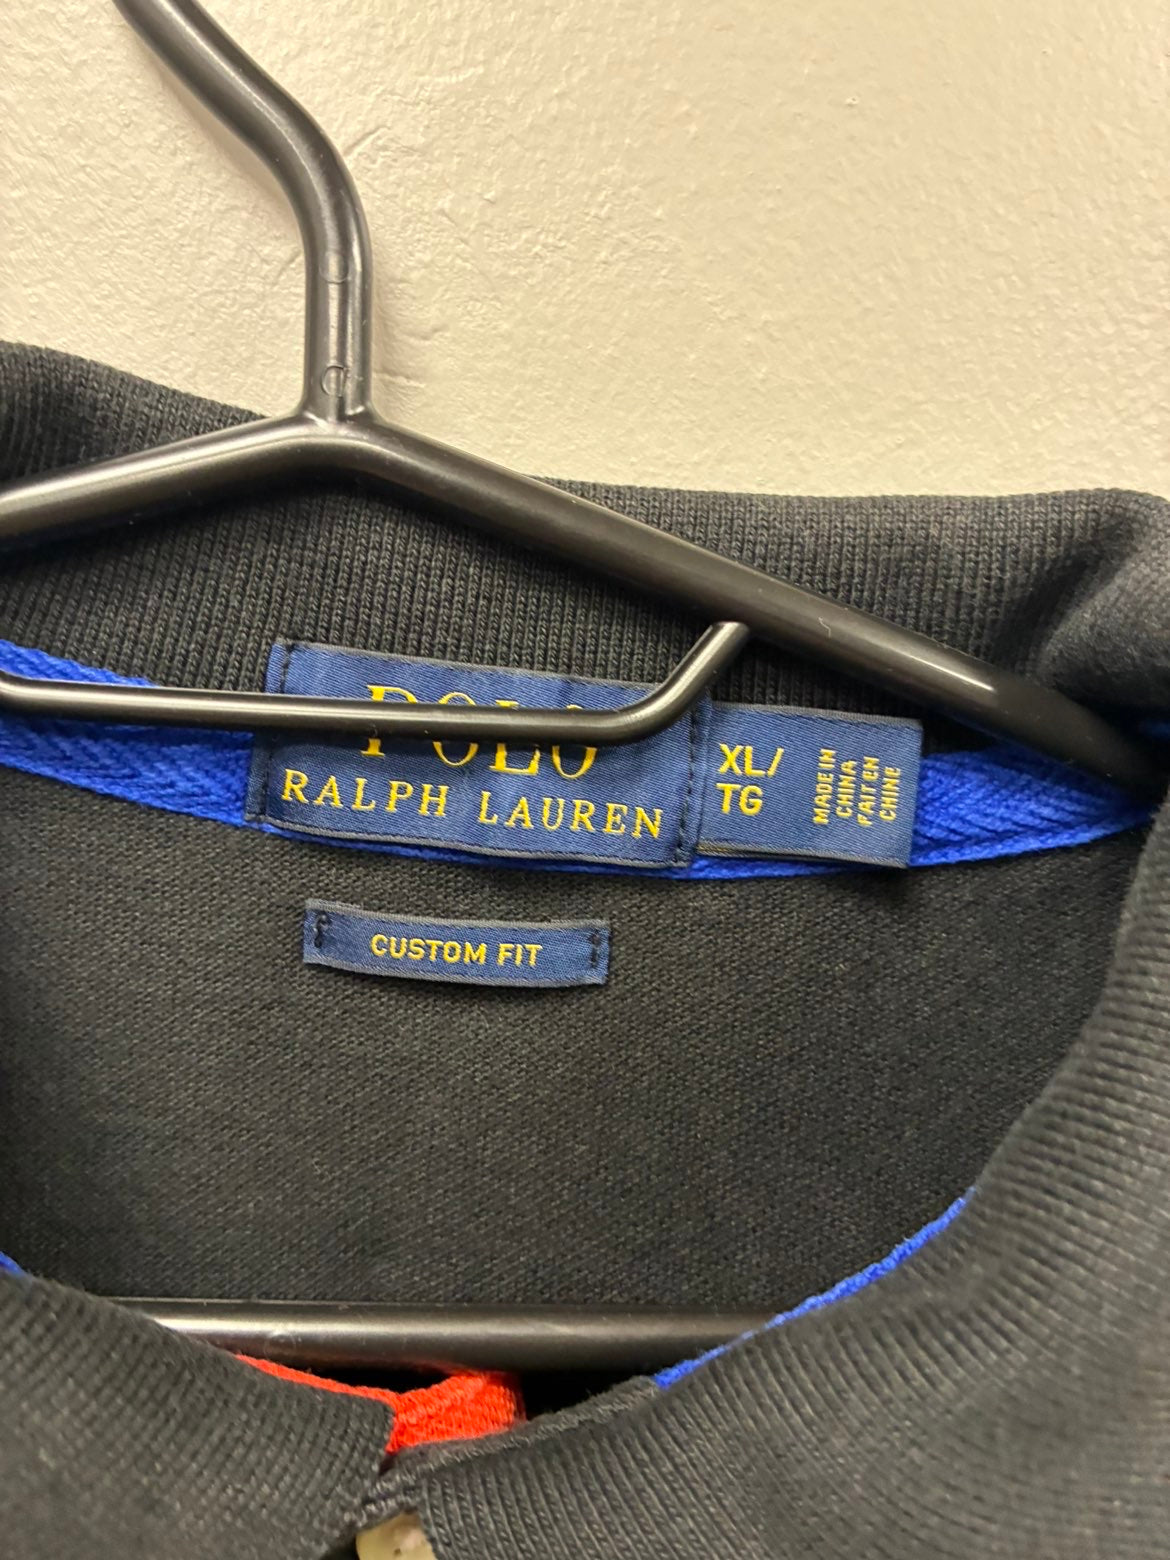 POLO
RALPH LAUREN
XL/
TG
MADE IN
CHINA
FAIT EN
CHINE
CUSTOM FIT